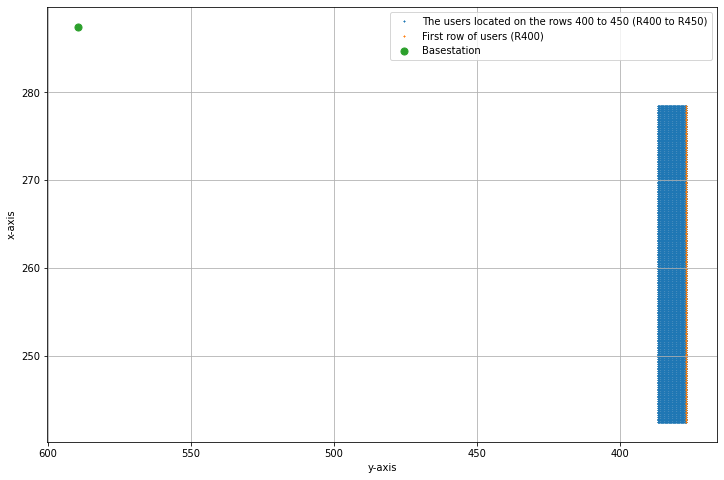 The users located on the rows 400 to 450 (R400 to R450)
First row of users (R400)
Basestation
280
270
260
250
x-axis
600 550 500 450 400
y-axis